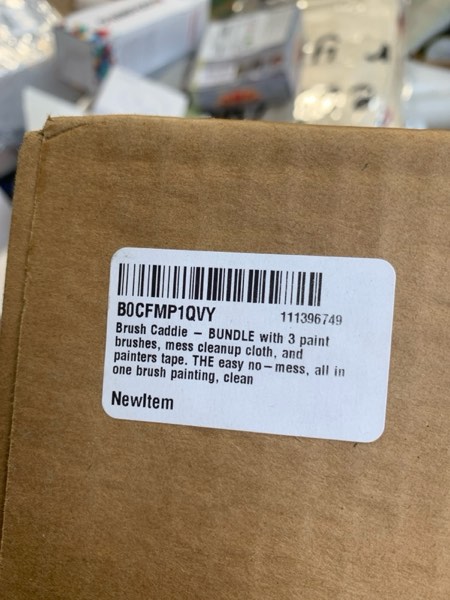 B0CFMP1QVY 111396749
Brush Caddie – BUNDLE with 3 paint
brushes, mess cleanup cloth, and
painters tape. THE easy no–mess, all in
one brush painting, clean
NewItem